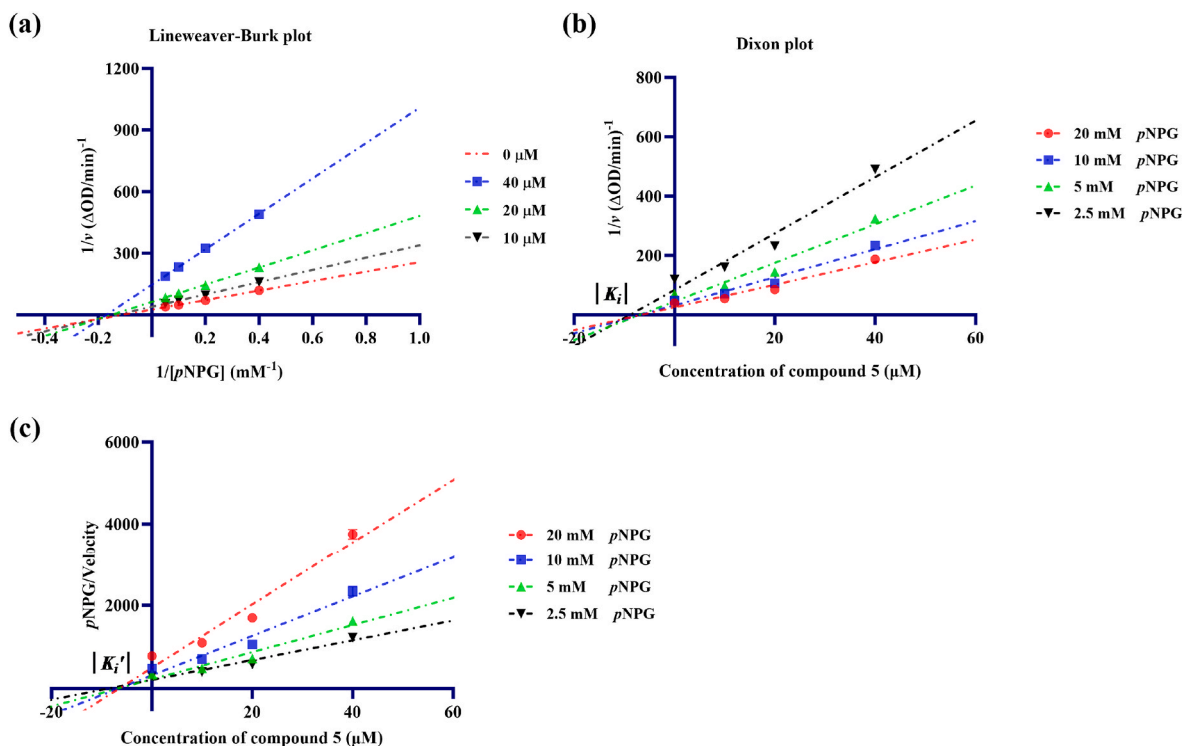 (a)
Lineweaver-Burk plot
1/v (ΔOD/min)⁻¹
1200
900
600
300
-0.4 -0.2 0.0 0.2 0.4 0.6 0.8 1.0
1/[pNPG] (mM⁻¹)
0 μM
40 μM
20 μM
10 μM
(b)
Dixon plot
1/v (ΔOD/min)⁻¹
800
600
400
200
|Kᵢ|
-20 0 20 40 60
Concentration of compound 5 (μM)
20 mM pNPG
10 mM pNPG
5 mM pNPG
2.5 mM pNPG
(c)
pNPG/Velocity
6000
4000
2000
|Kᵢ'|
-20 0 20 40 60
Concentration of compound 5 (μM)
20 mM pNPG
10 mM pNPG
5 mM pNPG
2.5 mM pNPG